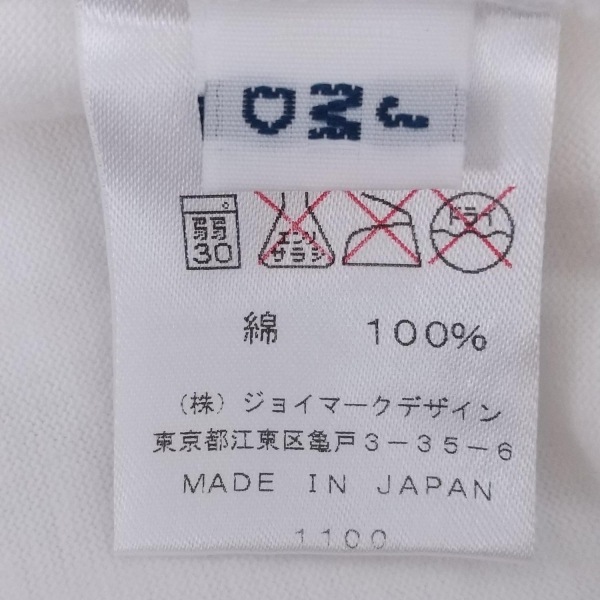 JMD
弱 エンソ ドライ
30 サラシ
綿 100%
(株) ジョイマークデザイン
東京都江東区亀戸3-35-6
MADE IN JAPAN
1100